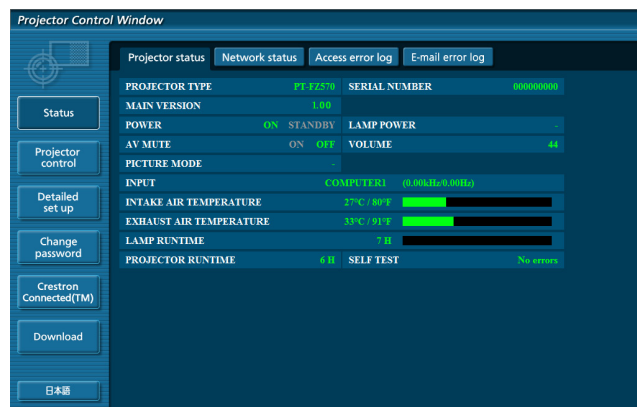 Projector Control Window
Projector status Network status Access error log E-mail error log
PROJECTOR TYPE PT-FZ570 SERIAL NUMBER 000000000
MAIN VERSION 1.00
Status
POWER ON STANDBY LAMP POWER -
AV MUTE ON OFF VOLUME 44
Projector
control
PICTURE MODE -
INPUT COMPUTER1 (0.00kHz/0.00Hz)
Detailed
set up
INTAKE AIR TEMPERATURE 27°C / 80°F
EXHAUST AIR TEMPERATURE 33°C / 91°F
Change
password
LAMP RUNTIME 7 H
PROJECTOR RUNTIME 6 H SELF TEST No errors
Crestron
Connected(TM)
Download
日本語